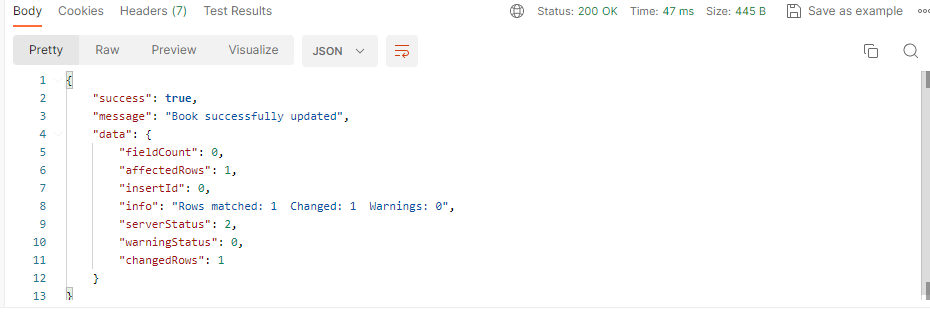 Body Cookies Headers (7) Test Results Status: 200 OK Time: 47 ms Size: 445 B Save as example
Pretty Raw Preview Visualize JSON
1 {
2 "success": true,
3 "message": "Book successfully updated",
4 "data": {
5 "fieldCount": 0,
6 "affectedRows": 1,
7 "insertId": 0,
8 "info": "Rows matched: 1  Changed: 1  Warnings: 0",
9 "serverStatus": 2,
10 "warningStatus": 0,
11 "changedRows": 1
12 }
13 }